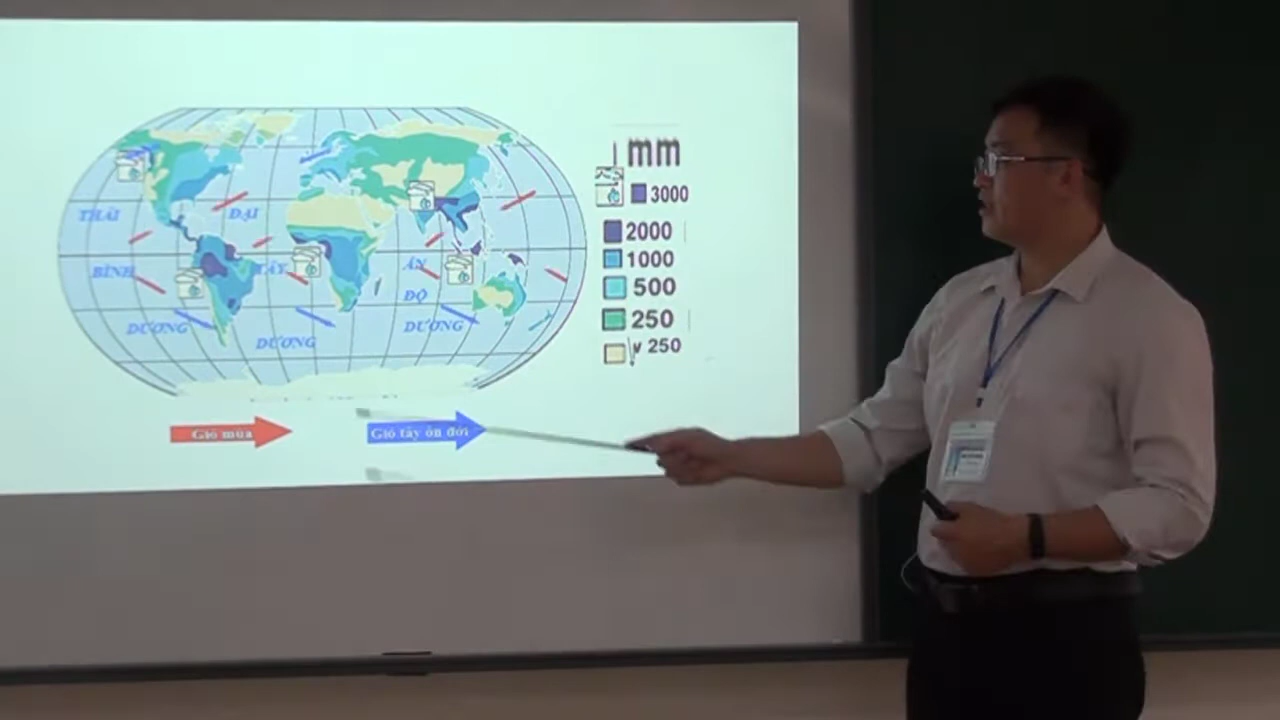 mm
3000
2000
1000
500
250
250
THÁI
BÌNH
DƯƠNG
ĐẠI
TÂY
DƯƠNG
ẤN
ĐỘ
DƯƠNG
Gió mùa
Gió tây ôn đới